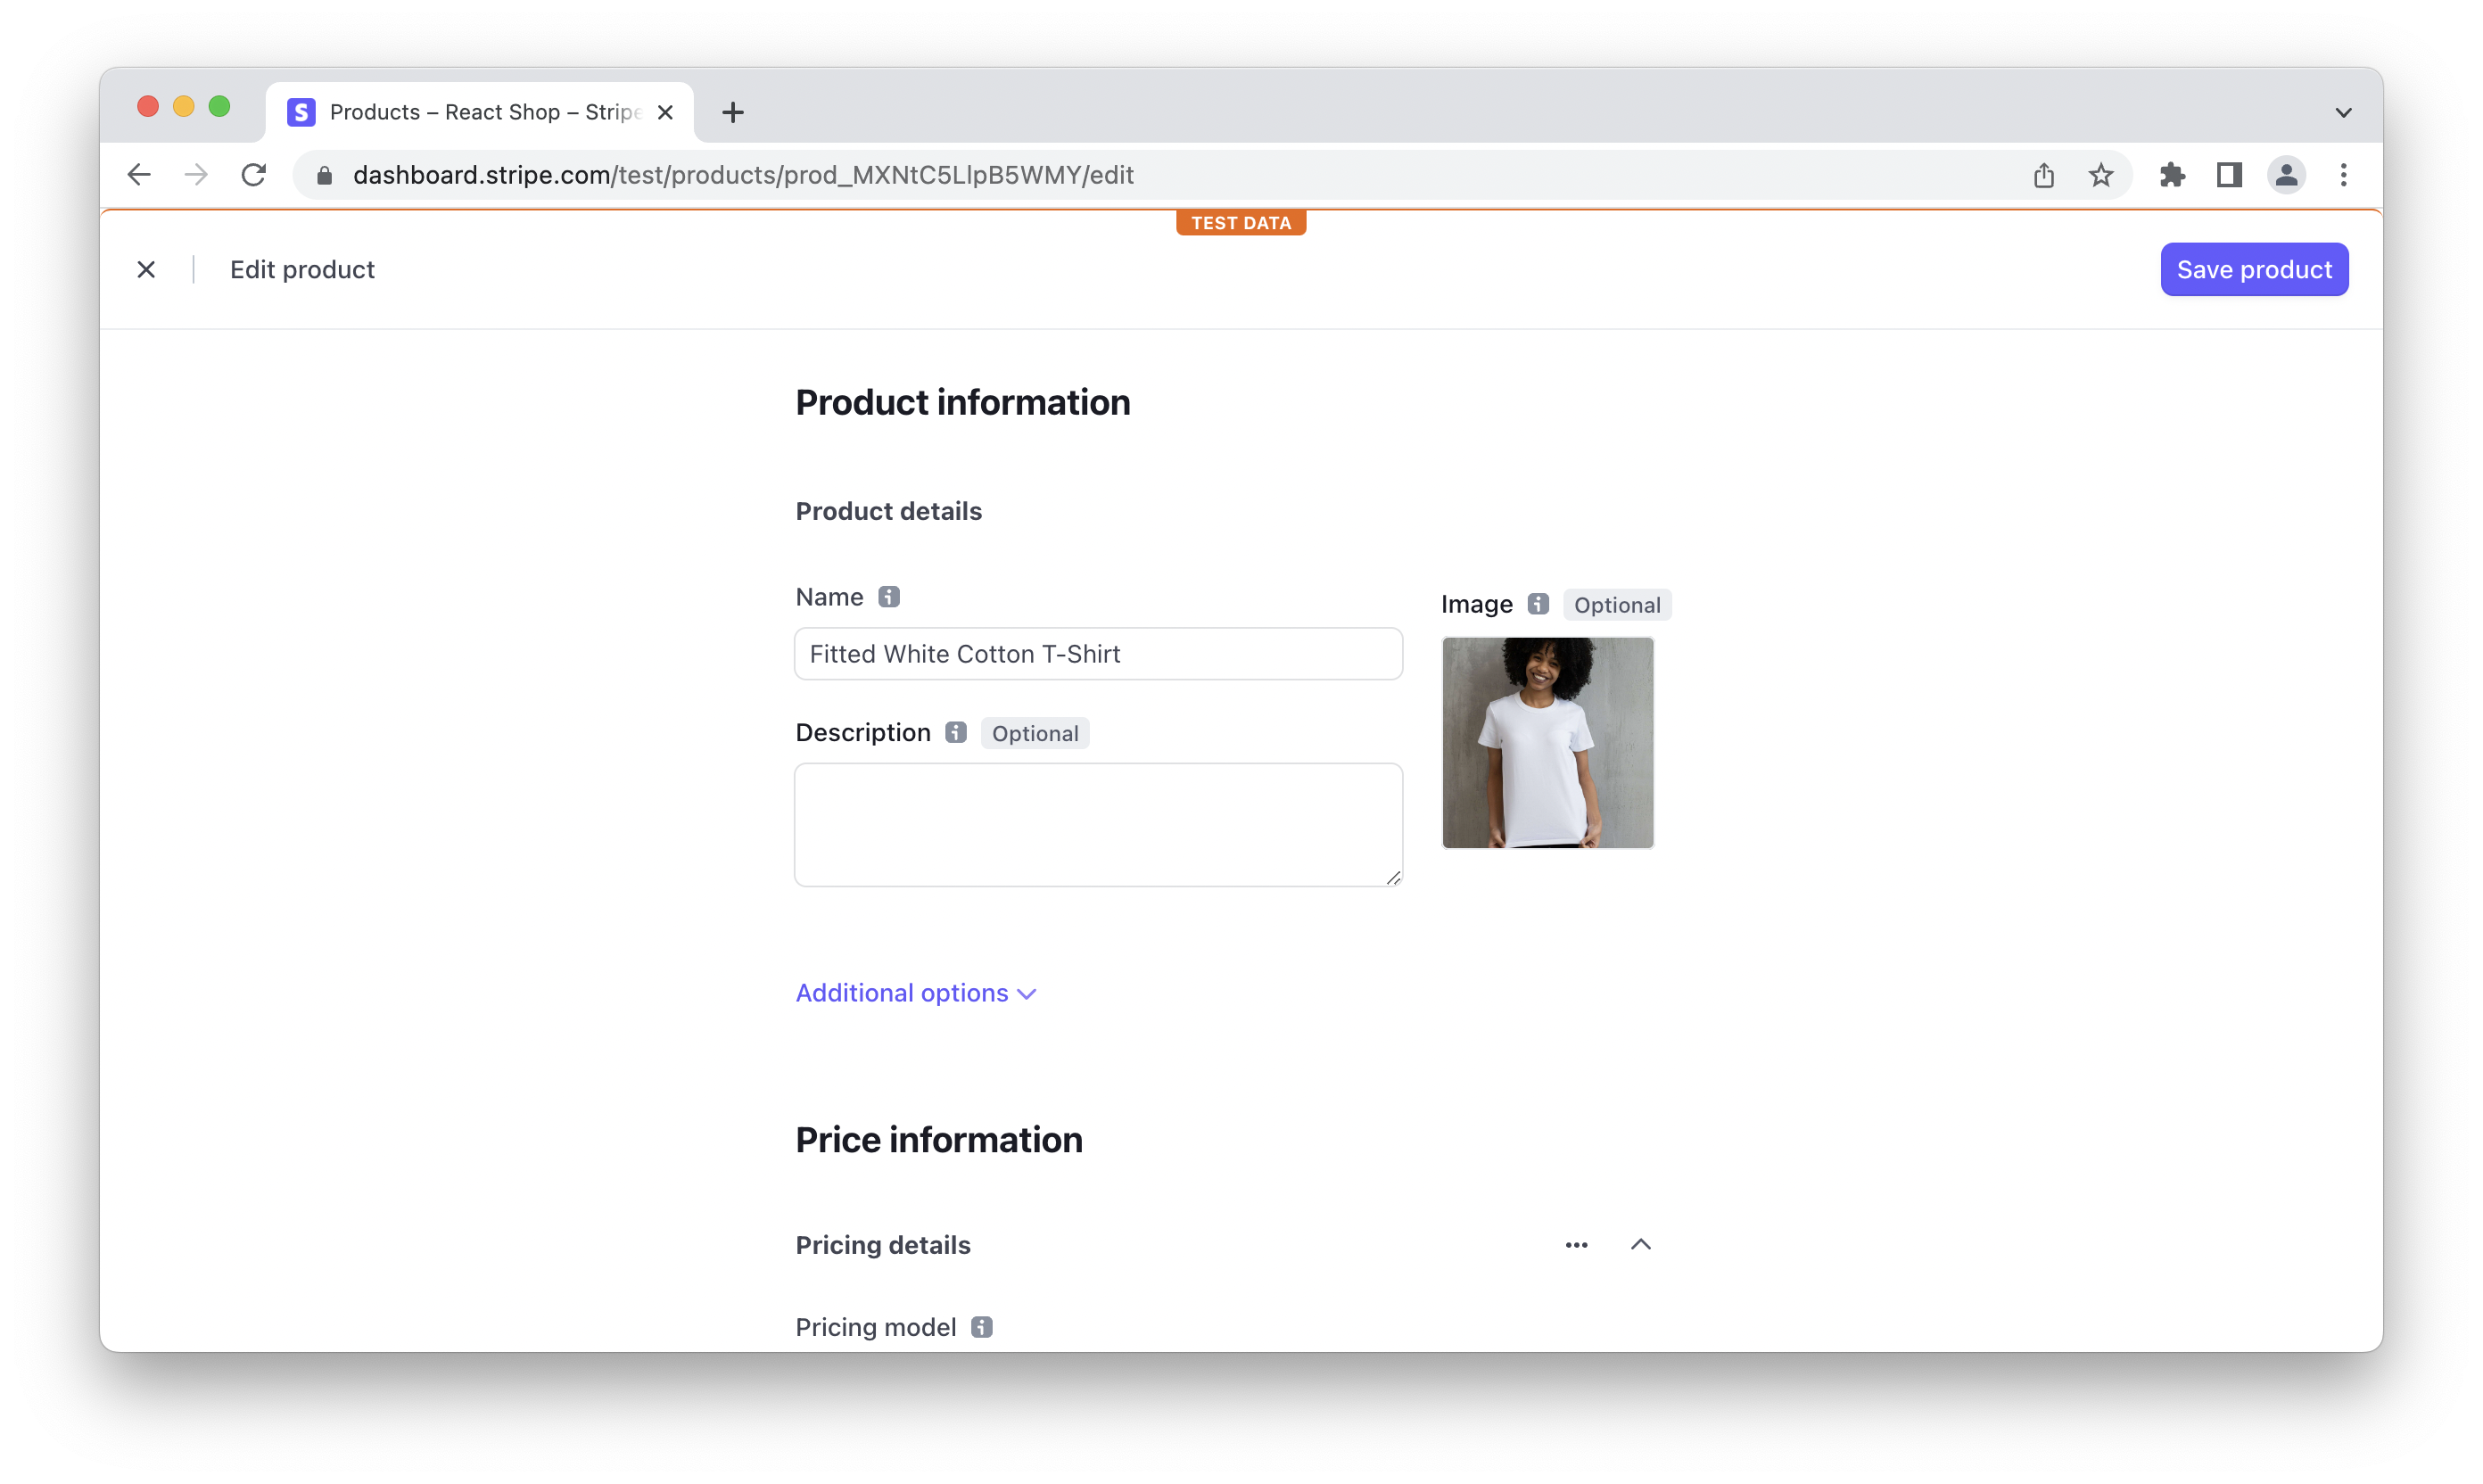 Products – React Shop – Stripe
dashboard.stripe.com/test/products/prod_MXNtC5LlpB5WMY/edit
TEST DATA
Edit product
Save product
Product information
Product details
Name
Image Optional
Fitted White Cotton T-Shirt
Description Optional
Additional options
Price information
Pricing details
Pricing model